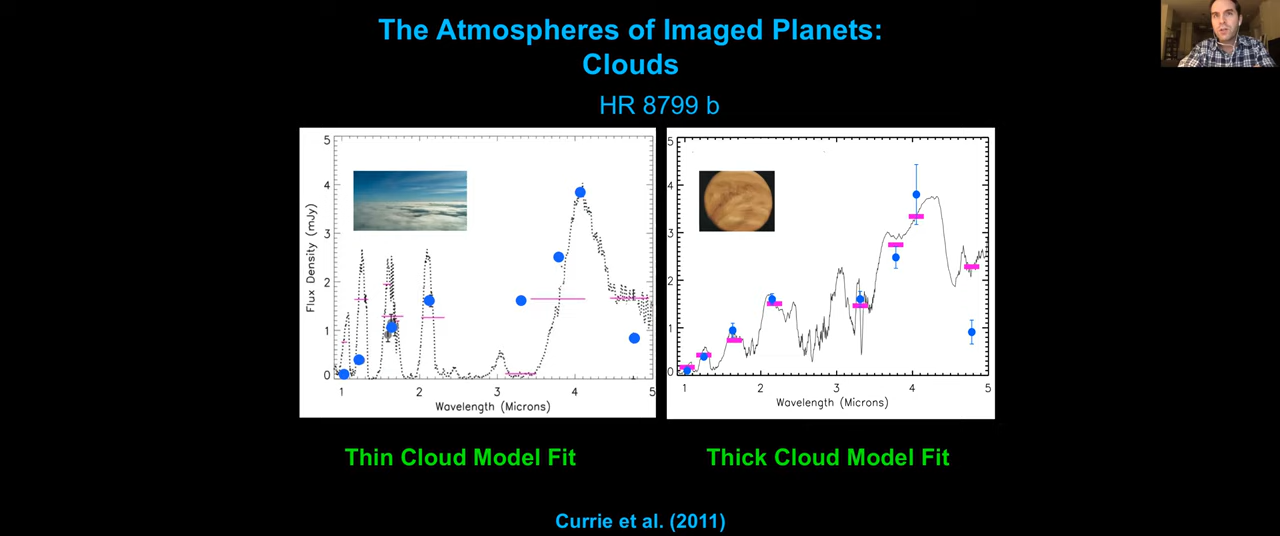 The Atmospheres of Imaged Planets:
Clouds
HR 8799 b
5
4
3
2
1
0
Flux Density (mJy)
1 2 3 4 5
Wavelength (Microns)
5
4
3
2
1
0
1 2 3 4 5
Wavelength (Microns)
Thin Cloud Model Fit
Thick Cloud Model Fit
Currie et al. (2011)